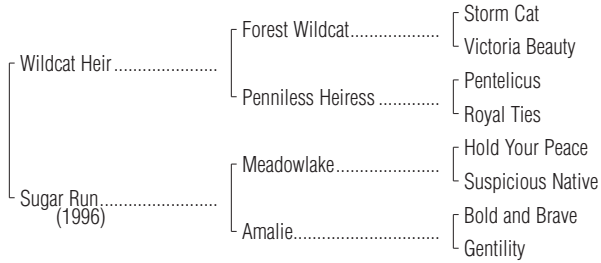 Storm Cat
Forest Wildcat....................
Victoria Beauty
Wildcat Heir.......................
Pentelicus
Penniless Heiress..............
Royal Ties
Hold Your Peace
Meadowlake.......................
Suspicious Native
Sugar Run..........................
(1996)
Bold and Brave
Amalie.................................
Gentility